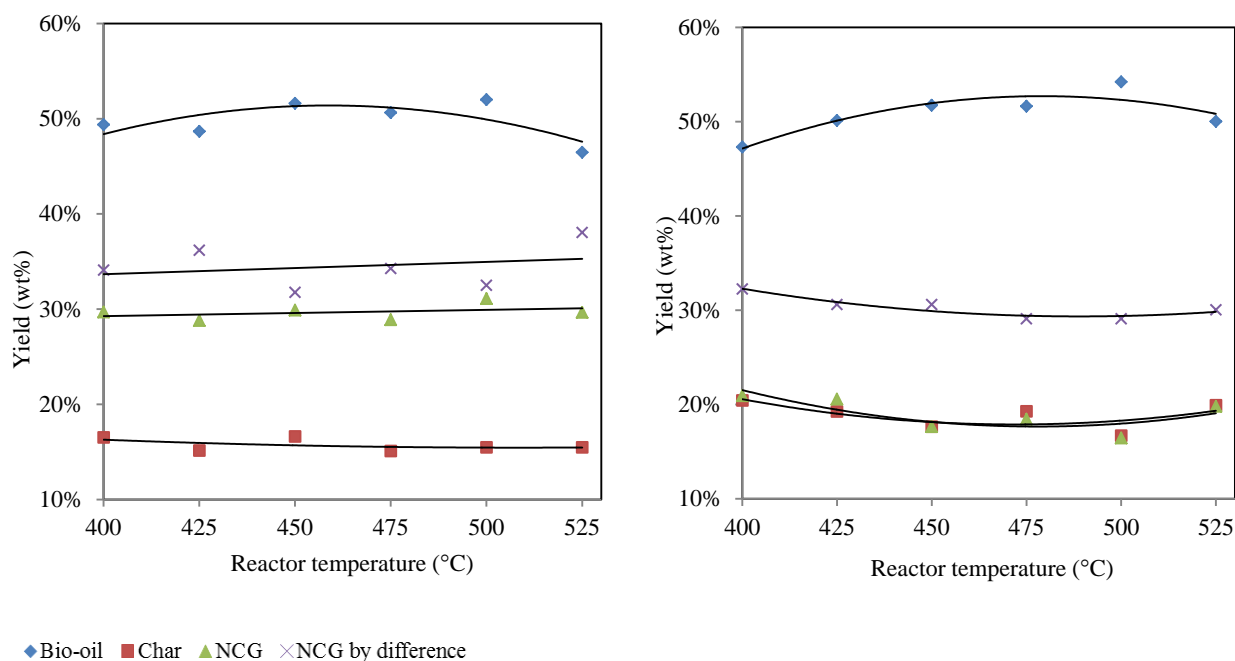 60%
50%
40%
30%
20%
10%
Yield (wt%)
400 425 450 475 500 525
Reactor temperature (°C)
60%
50%
40%
30%
20%
10%
Yield (wt%)
400 425 450 475 500 525
Reactor temperature (°C)
Bio-oil Char NCG NCG by difference